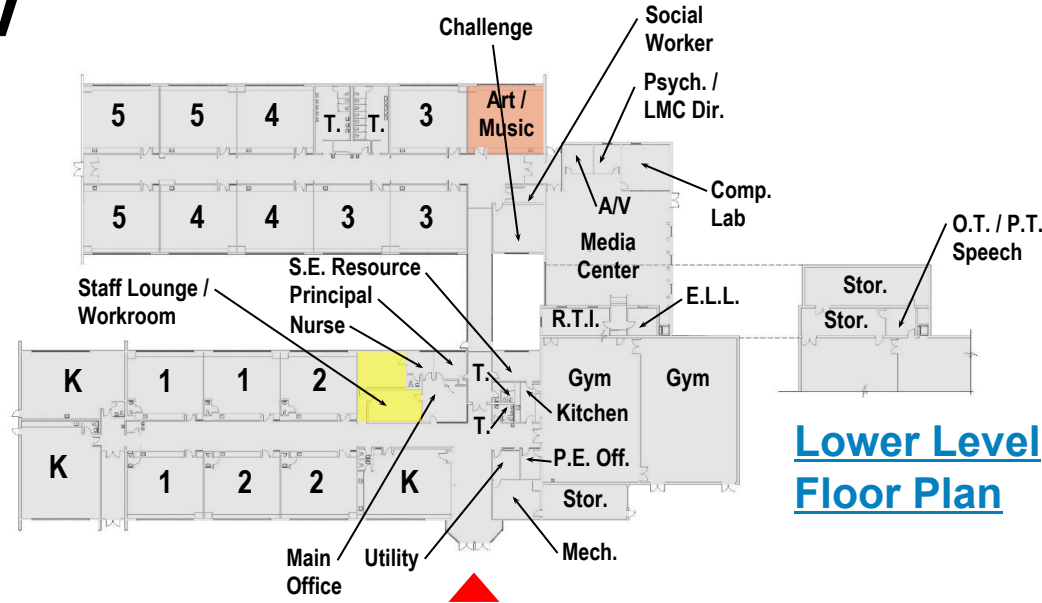 Challenge
Social
Worker
Psych. /
LMC Dir.
5
5
4
T.
T.
3
Art /
Music
Comp.
Lab
A/V
5
4
4
3
3
Media
Center
O.T. / P.T.
Speech
S.E. Resource
Principal
Nurse
Staff Lounge /
Workroom
E.L.L.
R.T.I.
Stor.
Stor.
K
1
1
2
T.
Gym
Gym
Kitchen
T.
K
1
2
2
K
P.E. Off.
Stor.
Main
Office
Utility
Mech.
Lower Level
Floor Plan